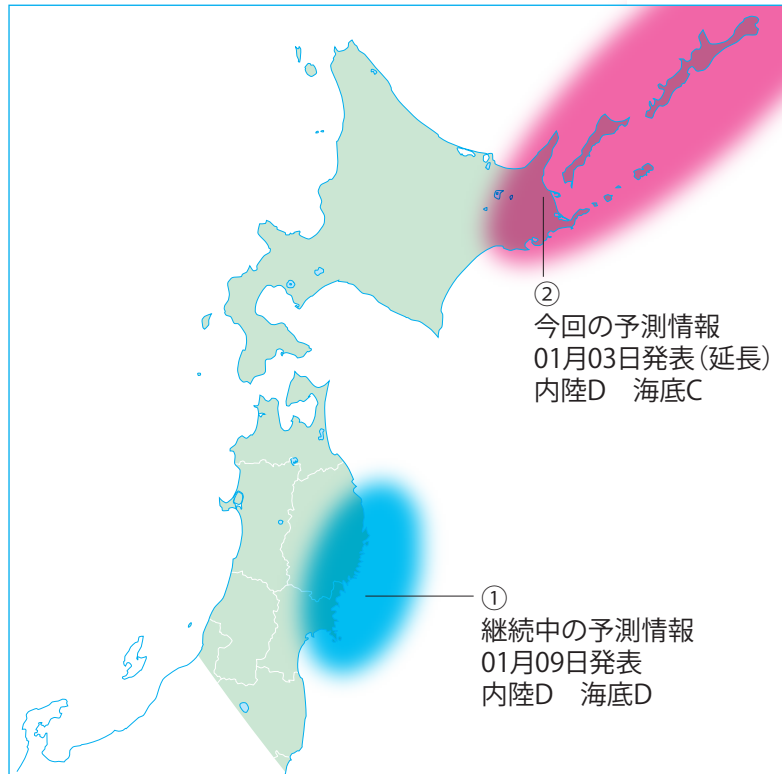 ②
今回の予測情報
01月03日発表（延長）
内陸D　海底C
①
継続中の予測情報
01月09日発表
内陸D　海底D